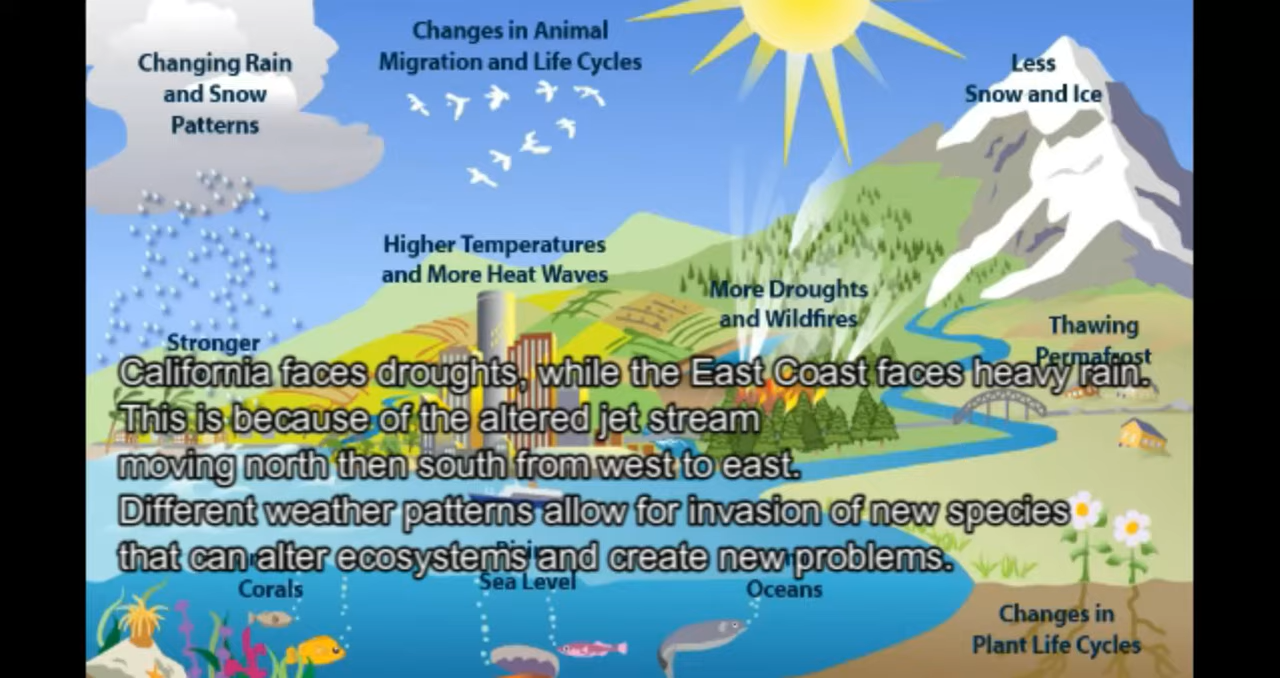 Changes in Animal
Migration and Life Cycles
Changing Rain
and Snow
Patterns
Less
Snow and Ice
Higher Temperatures
and More Heat Waves
More Droughts
and Wildfires
Thawing
Permafrost
Stronger
California faces droughts, while the East Coast faces heavy rain.
This is because of the altered jet stream
moving north then south from west to east.
Different weather patterns allow for invasion of new species
that can alter ecosystems and create new problems.
Corals
Sea Level
Oceans
Changes in
Plant Life Cycles